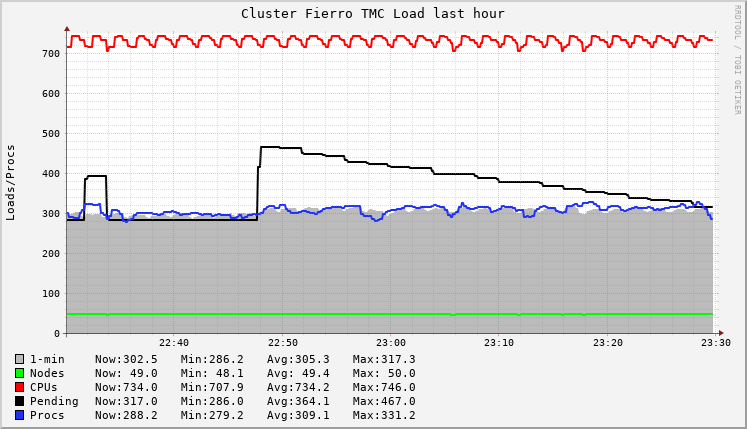 Cluster Fierro TMC Load last hour
RRDTOOL / TOBI OETIKER
Loads/Procs
700
600
500
400
300
200
100
0
22:40 22:50 23:00 23:10 23:20 23:30
1-min Now:302.5 Min:286.2 Avg:305.3 Max:317.3
Nodes Now: 49.0 Min: 48.1 Avg: 49.4 Max: 50.0
CPUs Now:734.0 Min:707.9 Avg:734.2 Max:746.0
Pending Now:317.0 Min:286.0 Avg:364.1 Max:467.0
Procs Now:288.2 Min:279.2 Avg:309.1 Max:331.2